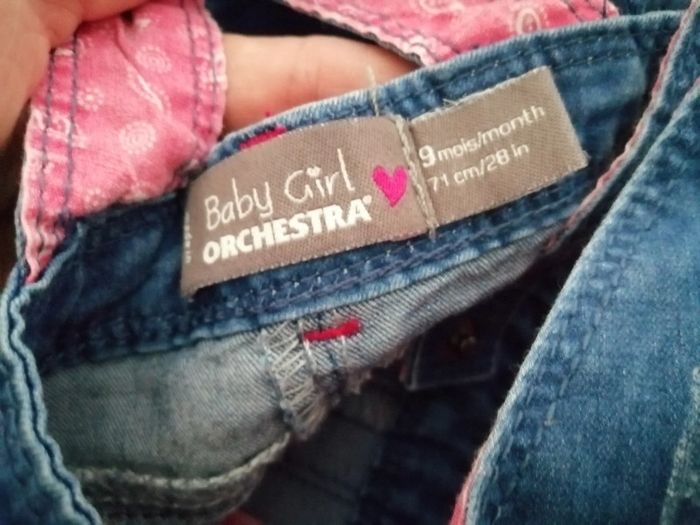 Baby Girl
ORCHESTRA
9 mois/month
71 cm/28 in